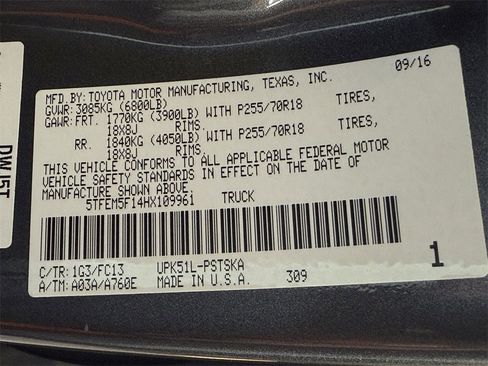 MFD.BY:TOYOTA MOTOR MANUFACTURING, TEXAS, INC. 09/16
GVWR: 3085KG (6800LB)
GAWR: FRT. 1770KG (3900LB) WITH P255/70R18 TIRES,
18X8J RIMS.
RR. 1840KG (4050LB) WITH P255/70R18 TIRES,
18X8J RIMS.
THIS VEHICLE CONFORMS TO ALL APPLICABLE FEDERAL MOTOR
VEHICLE SAFETY STANDARDS IN EFFECT ON THE DATE OF
MANUFACTURE SHOWN ABOVE.
5TFEM5F14HX109961 TRUCK
C/TR:1G3/FC13 UPK51L-PSTSKA 1
A/TM: A03A/A760E MADE IN U.S.A. 309
DWJ5T